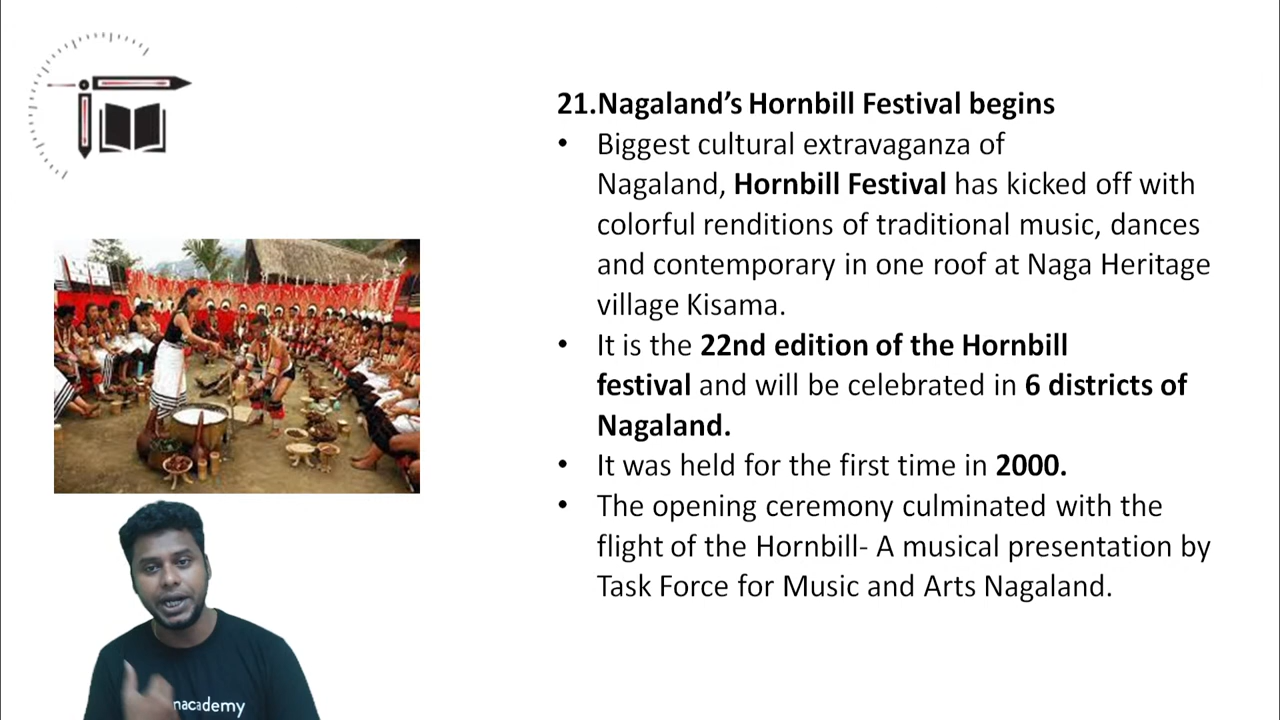 21.Nagaland’s Hornbill Festival begins
• Biggest cultural extravaganza of
Nagaland, Hornbill Festival has kicked off with
colorful renditions of traditional music, dances
and contemporary in one roof at Naga Heritage
village Kisama.
• It is the 22nd edition of the Hornbill
festival and will be celebrated in 6 districts of
Nagaland.
• It was held for the first time in 2000.
• The opening ceremony culminated with the
flight of the Hornbill- A musical presentation by
Task Force for Music and Arts Nagaland.
nacademy